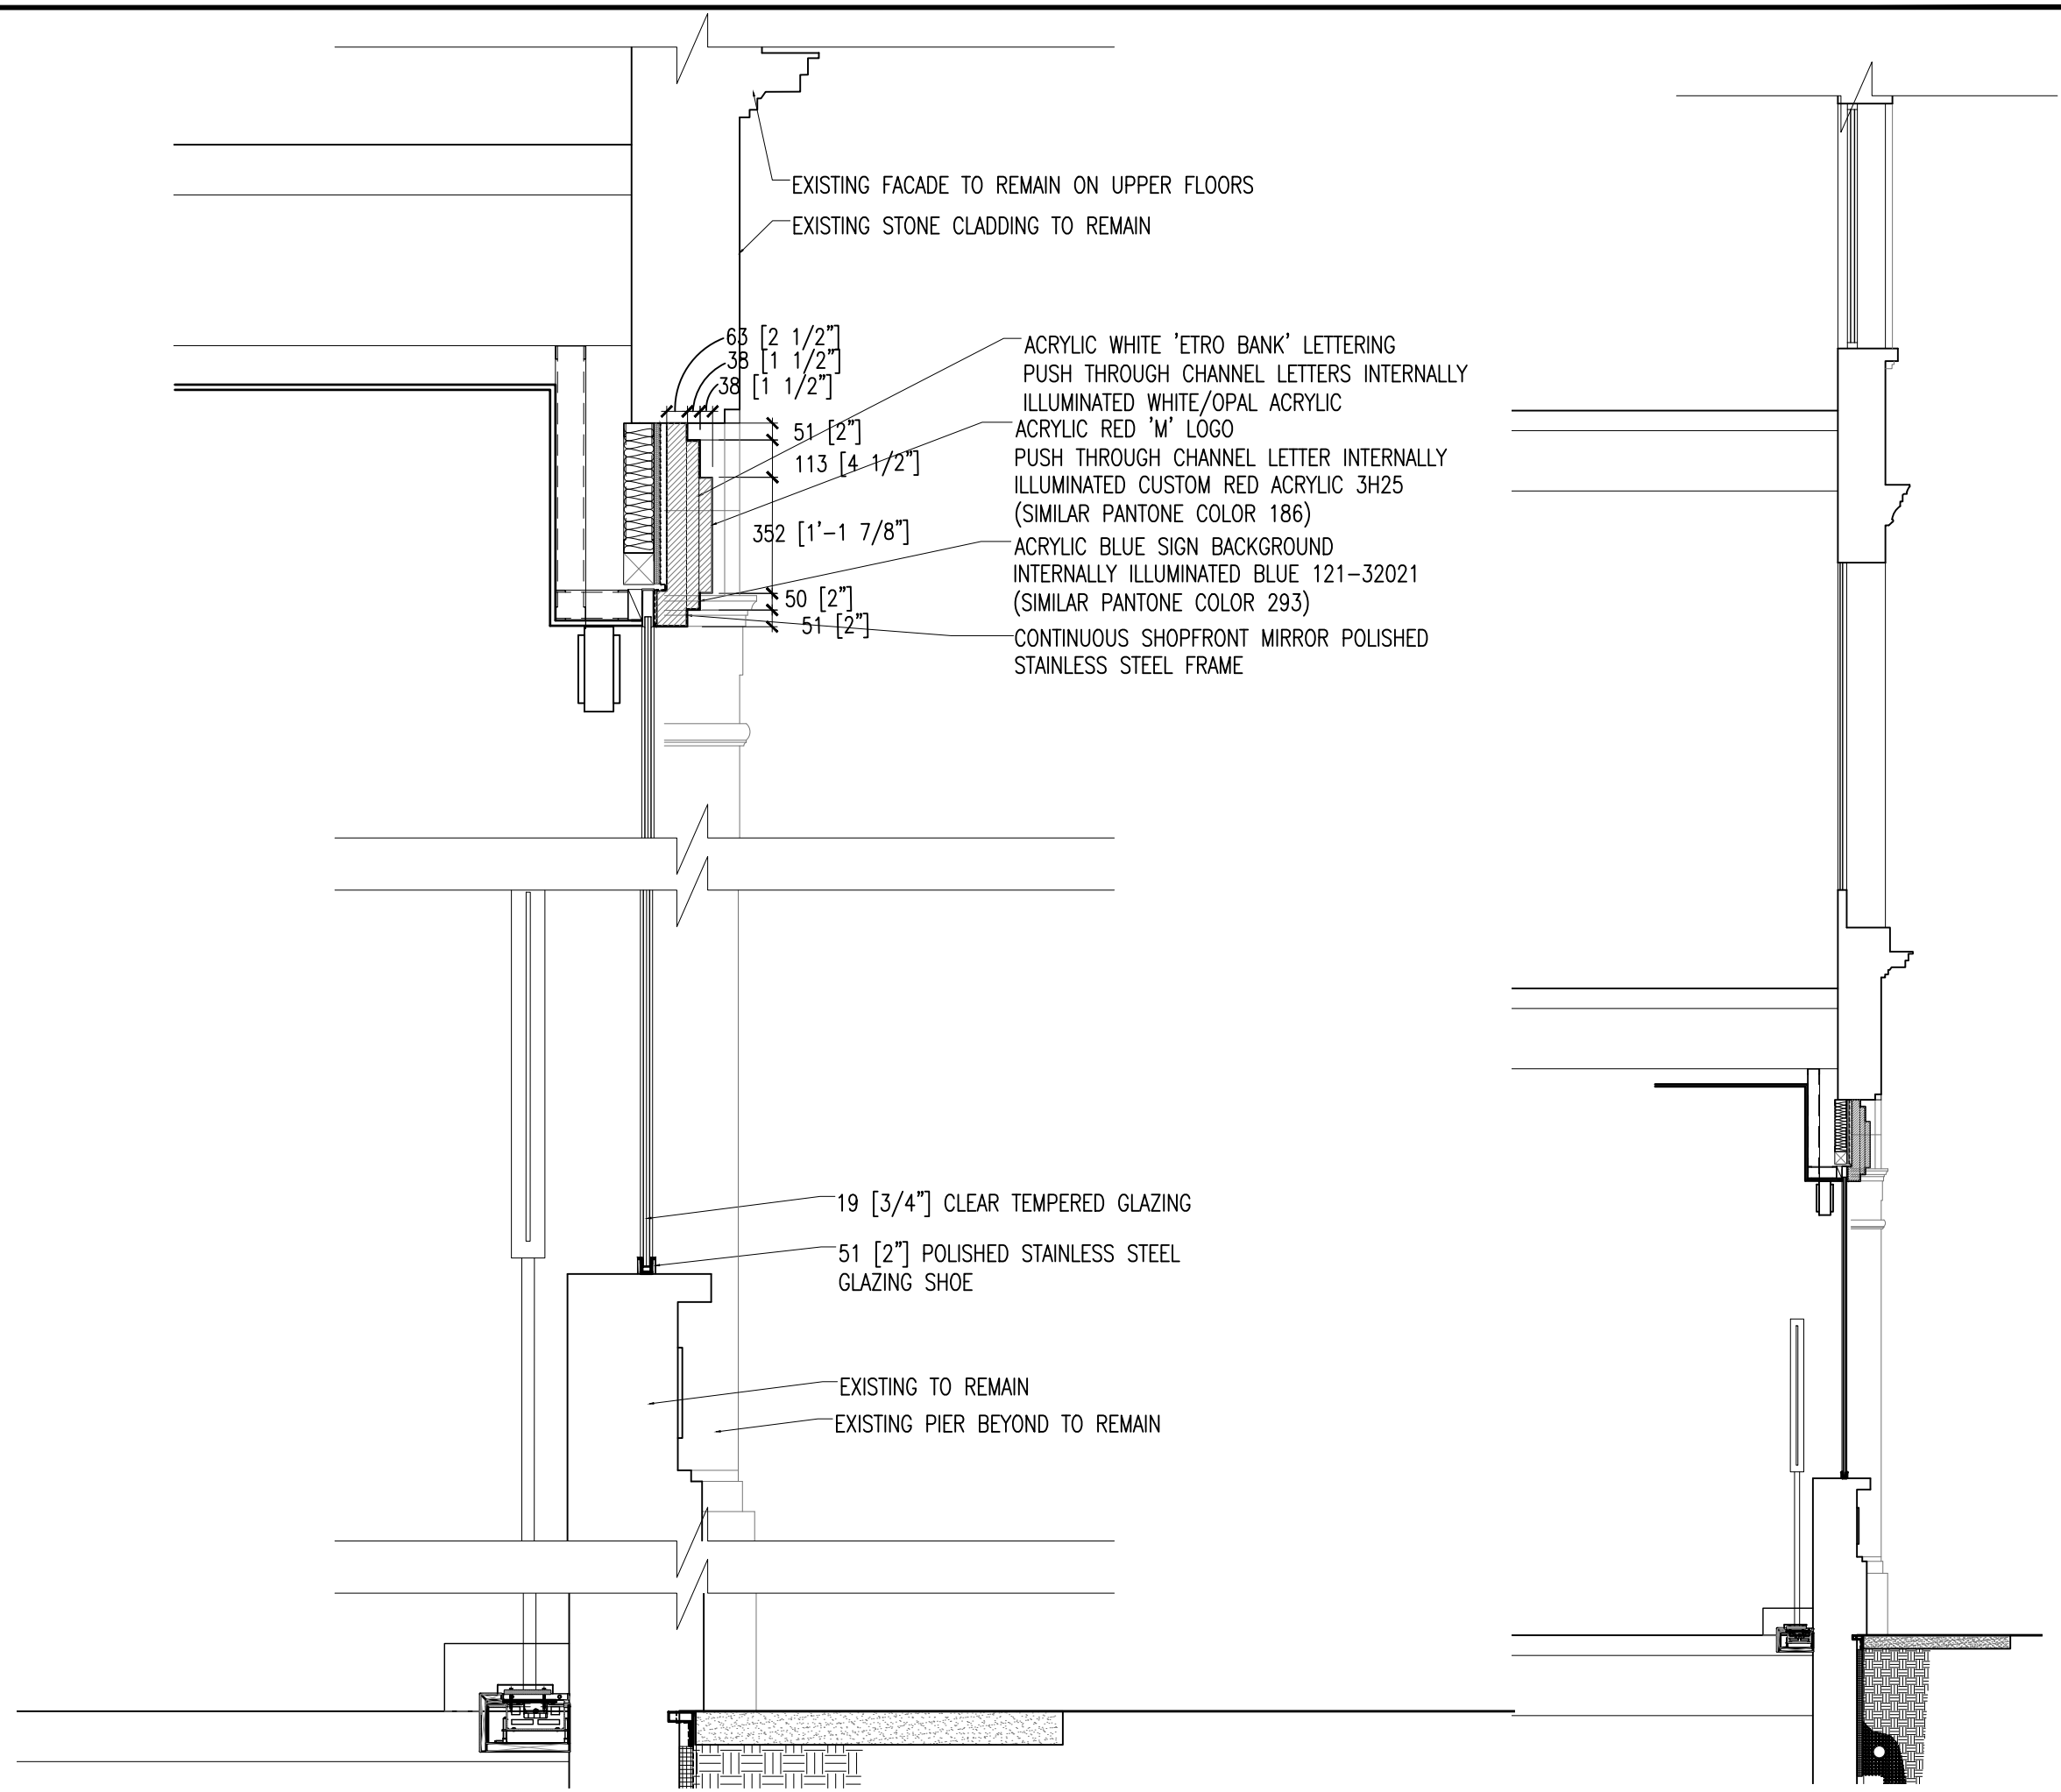 EXISTING FACADE TO REMAIN ON UPPER FLOORS
EXISTING STONE CLADDING TO REMAIN
63 [2 1/2"]
38 [1 1/2"]
38 [1 1/2"]
51 [2"]
113 [4 1/2"]
352 [1'-1 7/8"]
50 [2"]
51 [2"]
ACRYLIC WHITE 'ETRO BANK' LETTERING
PUSH THROUGH CHANNEL LETTERS INTERNALLY
ILLUMINATED WHITE/OPAL ACRYLIC
ACRYLIC RED 'M' LOGO
PUSH THROUGH CHANNEL LETTER INTERNALLY
ILLUMINATED CUSTOM RED ACRYLIC 3H25
(SIMILAR PANTONE COLOR 186)
ACRYLIC BLUE SIGN BACKGROUND
INTERNALLY ILLUMINATED BLUE 121-32021
(SIMILAR PANTONE COLOR 293)
CONTINUOUS SHOPFRONT MIRROR POLISHED
STAINLESS STEEL FRAME
19 [3/4"] CLEAR TEMPERED GLAZING
51 [2"] POLISHED STAINLESS STEEL
GLAZING SHOE
EXISTING TO REMAIN
EXISTING PIER BEYOND TO REMAIN